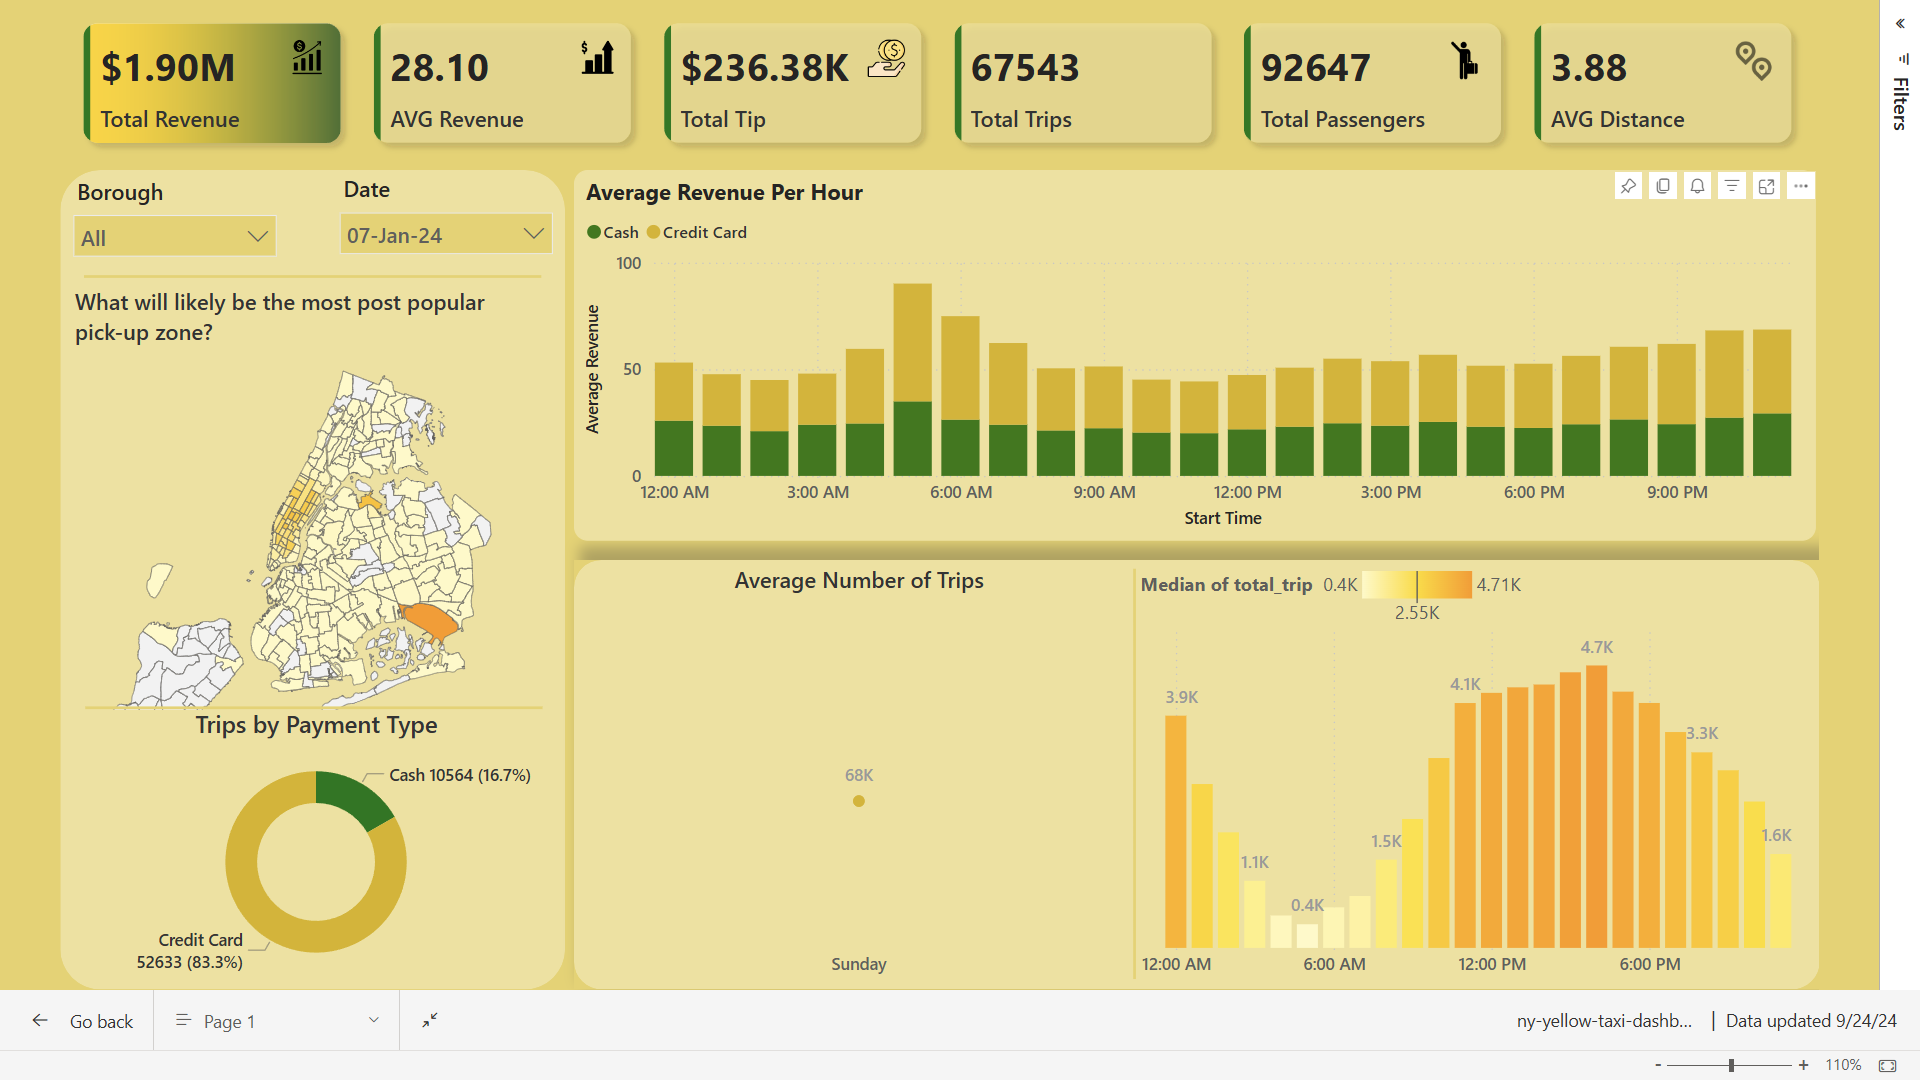 $1.90M
Total Revenue
28.10
AVG Revenue
$236.38K
Total Tip
67543
Total Trips
92647
Total Passengers
3.88
AVG Distance
Filters
Borough
All
Date
07-Jan-24
What will likely be the most post popular
pick-up zone?
Trips by Payment Type
Cash 10564 (16.7%)
Credit Card
52633 (83.3%)
Average Revenue Per Hour
Cash Credit Card
Average Revenue
100
50
0
12:00 AM 3:00 AM 6:00 AM 9:00 AM 12:00 PM 3:00 PM 6:00 PM 9:00 PM
Start Time
Average Number of Trips
68K
Sunday
Median of total_trip 0.4K 4.71K
2.55K
3.9K
1.1K
0.4K
1.5K
4.1K
4.7K
3.3K
1.6K
12:00 AM 6:00 AM 12:00 PM 6:00 PM
Go back
Page 1
ny-yellow-taxi-dashb... | Data updated 9/24/24
- + 110%